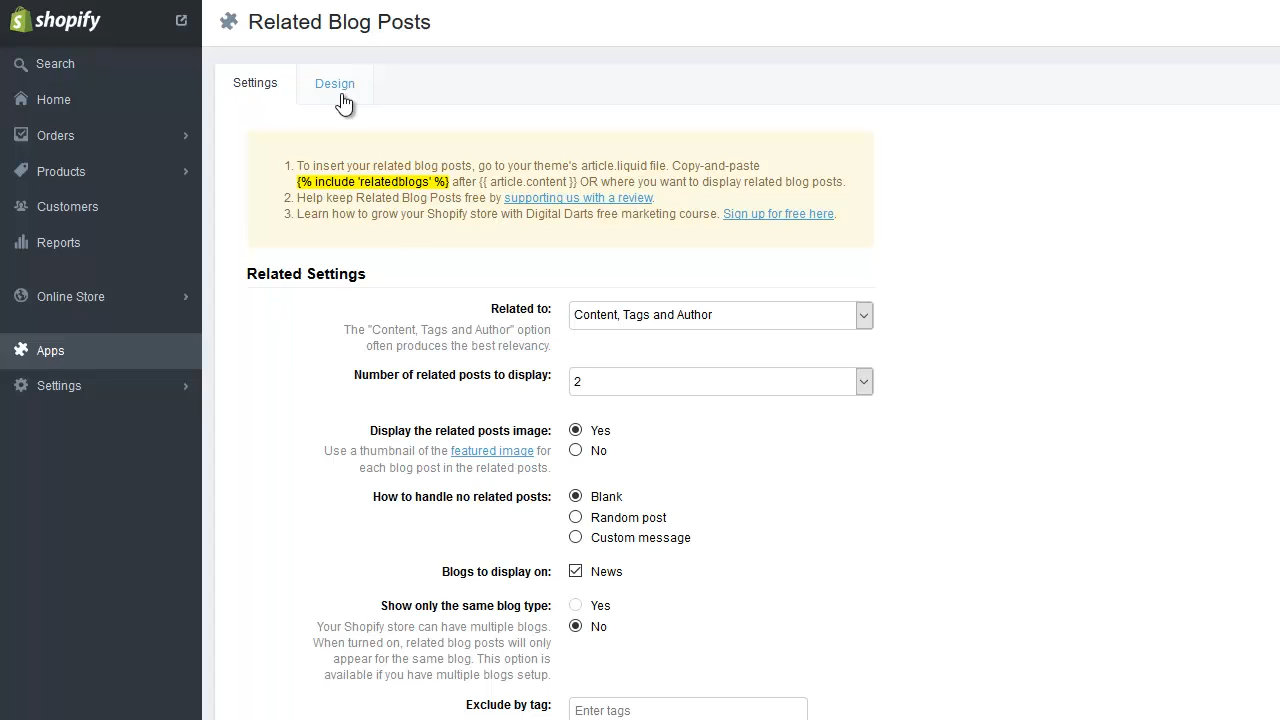 shopify
Related Blog Posts
Search
Home
Orders
Products
Customers
Reports
Online Store
Apps
Settings
Settings
Design
1. To insert your related blog posts, go to your theme's article.liquid file. Copy-and-paste
{% include 'relatedblogs' %} after {{ article.content }} OR where you want to display related blog posts.
2. Help keep Related Blog Posts free by supporting us with a review.
3. Learn how to grow your Shopify store with Digital Darts free marketing course. Sign up for free here.
Related Settings
Related to:
Content, Tags and Author
The "Content, Tags and Author" option
often produces the best relevancy.
Number of related posts to display:
2
Display the related posts image:
Yes
Use a thumbnail of the featured image for
No
each blog post in the related posts.
How to handle no related posts:
Blank
Random post
Custom message
Blogs to display on:
News
Show only the same blog type:
Yes
Your Shopify store can have multiple blogs.
No
When turned on, related blog posts will only
appear for the same blog. This option is
available if you have multiple blogs setup.
Exclude by tag:
Enter tags